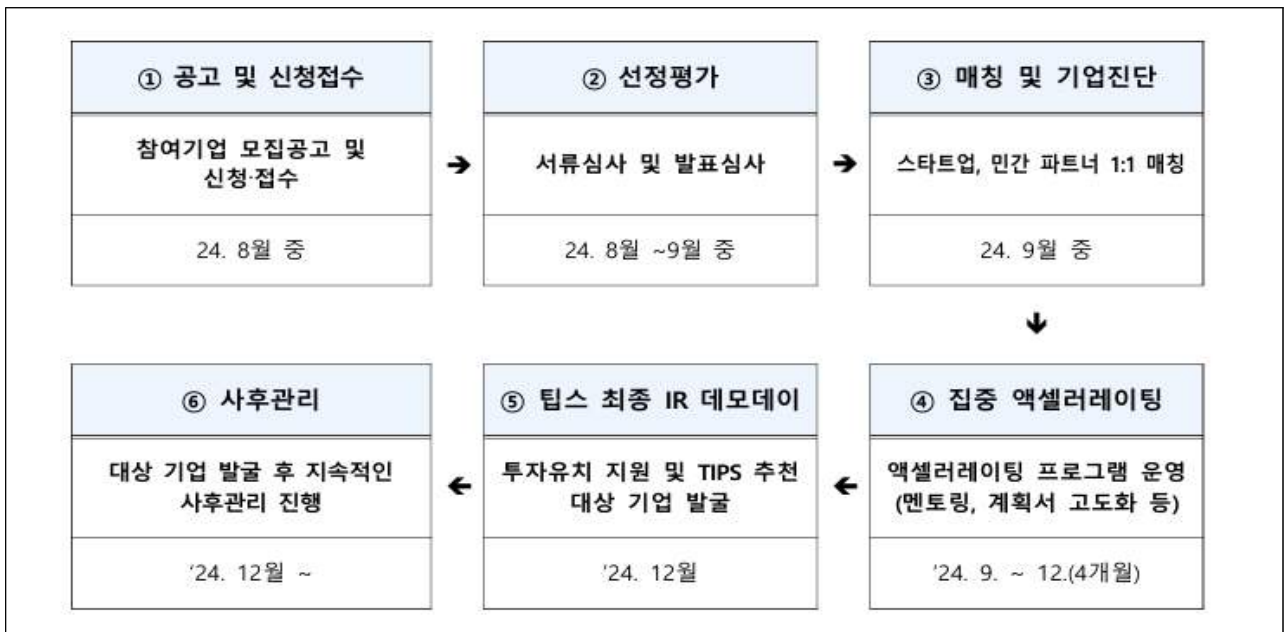 ① 공고 및 신청접수
참여기업 모집공고 및
신청·접수
24. 8월 중
➔
② 선정평가
서류심사 및 발표심사
24. 8월 ~9월 중
➔
③ 매칭 및 기업진단
스타트업, 민간 파트너 1:1 매칭
24. 9월 중
④ 집중 액셀러레이팅
액셀러레이팅 프로그램 운영
(멘토링, 계획서 고도화 등)
'24. 9. ~ 12.(4개월)
⑤ 팁스 최종 IR 데모데이
투자유치 지원 및 TIPS 추천
대상 기업 발굴
'24. 12월
⑥ 사후관리
대상 기업 발굴 후 지속적인
사후관리 진행
'24. 12월 ~